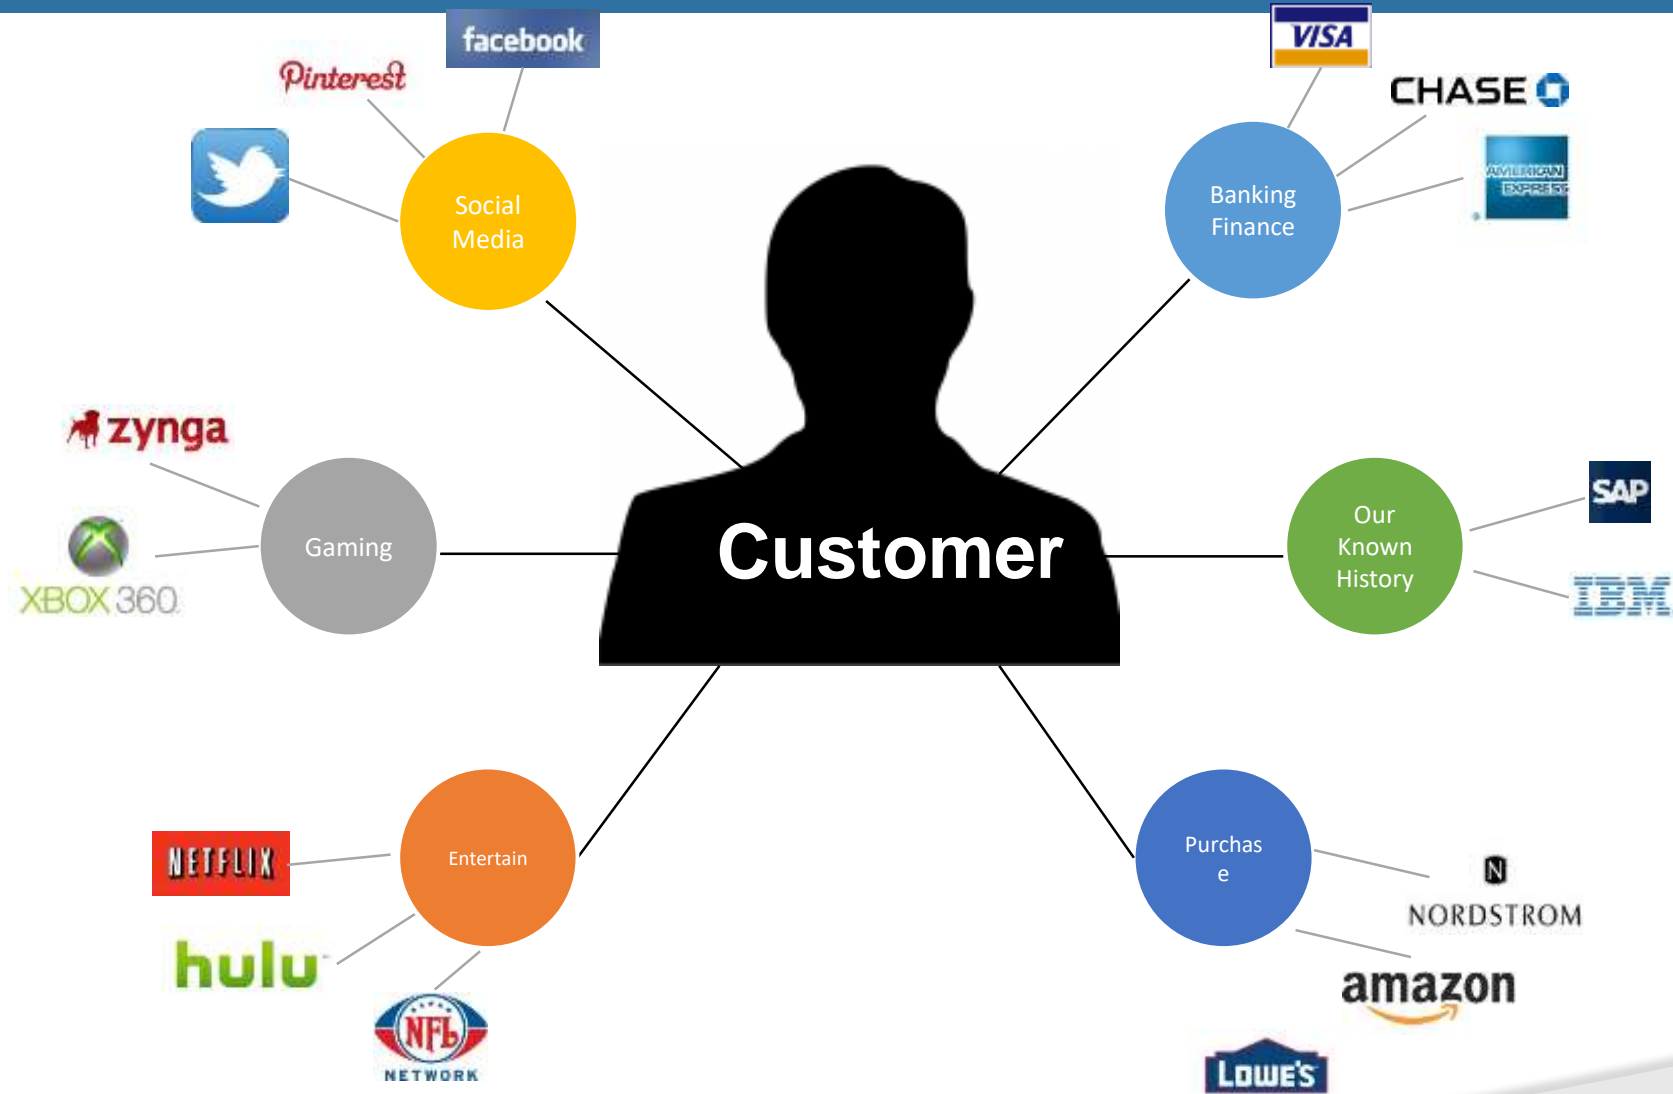 facebook
VISA
Pinterest
CHASE
AMERICAN
EXPRESS
®
Social
Media
Banking
Finance
zynga
SAP
Our
Known
History
Gaming
Customer
XBOX 360
IBM
NETFLIX
Entertain
Purchas
e
N
NORDSTROM
hulu
amazon
NFL
NETWORK
LOWE'S